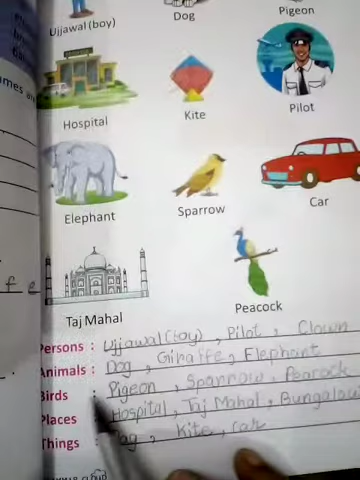 Ujjawal (boy) Dog Pigeon
Hospital Kite Pilot
Elephant Sparrow Car
Taj Mahal Peacock
Persons : Ujjawal (boy), Pilot, Clown
Animals : Dog, Giraffe, Elephant
Birds : Pigeon, Sparrow, Peacock
Places Hospital, Taj Mahal, Bungalow
Things , Kite, car